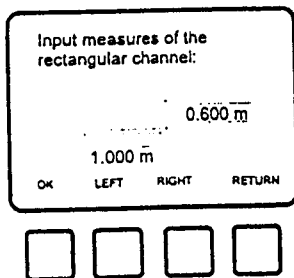 Input measures of the
rectangular channel:
0.600 m
1.000 m
OK LEFT RIGHT RETURN